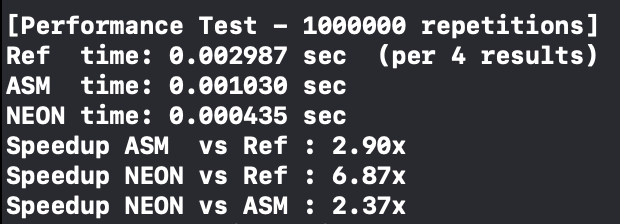 [Performance Test – 1000000 repetitions]
Ref  time: 0.002987 sec  (per 4 results)
ASM  time: 0.001030 sec
NEON time: 0.000435 sec
Speedup ASM  vs Ref : 2.90x
Speedup NEON vs Ref : 6.87x
Speedup NEON vs ASM : 2.37x